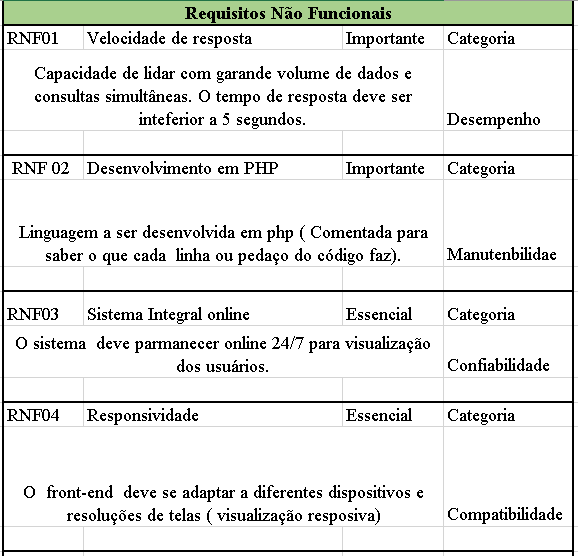 Requisitos Não Funcionais
RNF01 Velocidade de resposta Importante Categoria
Capacidade de lidar com garande volume de dados e
consultas simultâneas. O tempo de resposta deve ser
inteferior a 5 segundos. Desempenho
RNF 02 Desenvolvimento em PHP Importante Categoria
Linguagem a ser desenvolvida em php ( Comentada para
saber o que cada linha ou pedaço do código faz). Manutenbilidae
RNF03 Sistema Integral online Essencial Categoria
O sistema deve parmanecer online 24/7 para visualização
dos usuários. Confiabilidade
RNF04 Responsividade Essencial Categoria
O front-end deve se adaptar a diferentes dispositivos e
resoluções de telas ( visualização resposiva) Compatibilidade